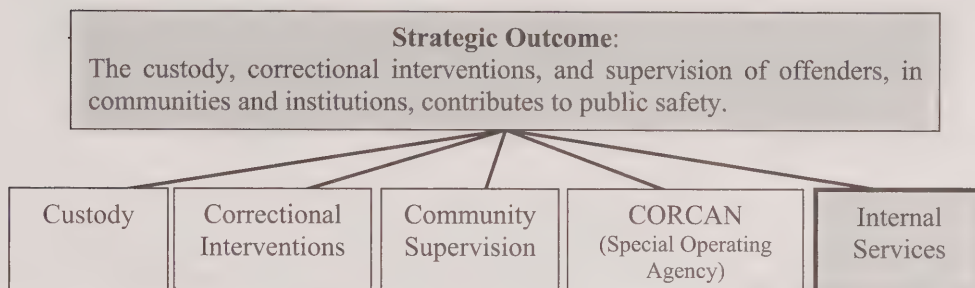 Strategic Outcome:
The custody, correctional interventions, and supervision of offenders, in
communities and institutions, contributes to public safety.
Custody
Correctional
Interventions
Community
Supervision
CORCAN
(Special Operating
Agency)
Internal
Services